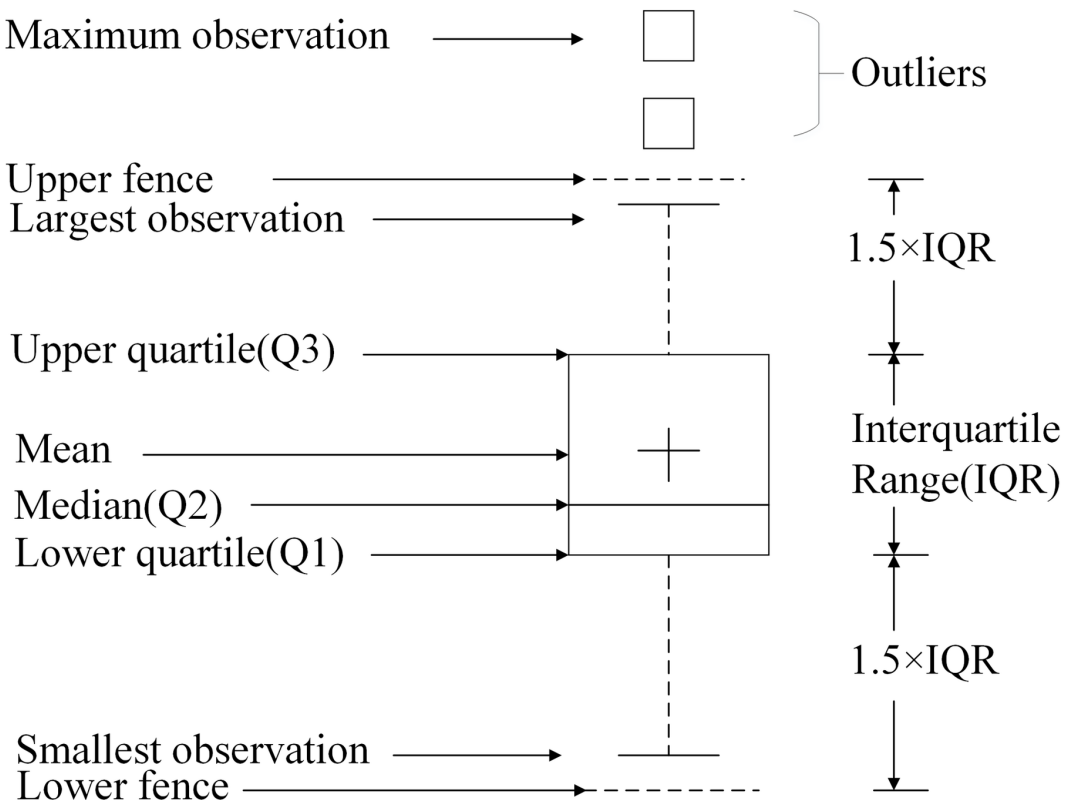 Maximum observation
Outliers
Upper fence
Largest observation
1.5×IQR
Upper quartile(Q3)
Interquartile
Range(IQR)
Mean
Median(Q2)
Lower quartile(Q1)
1.5×IQR
Smallest observation
Lower fence